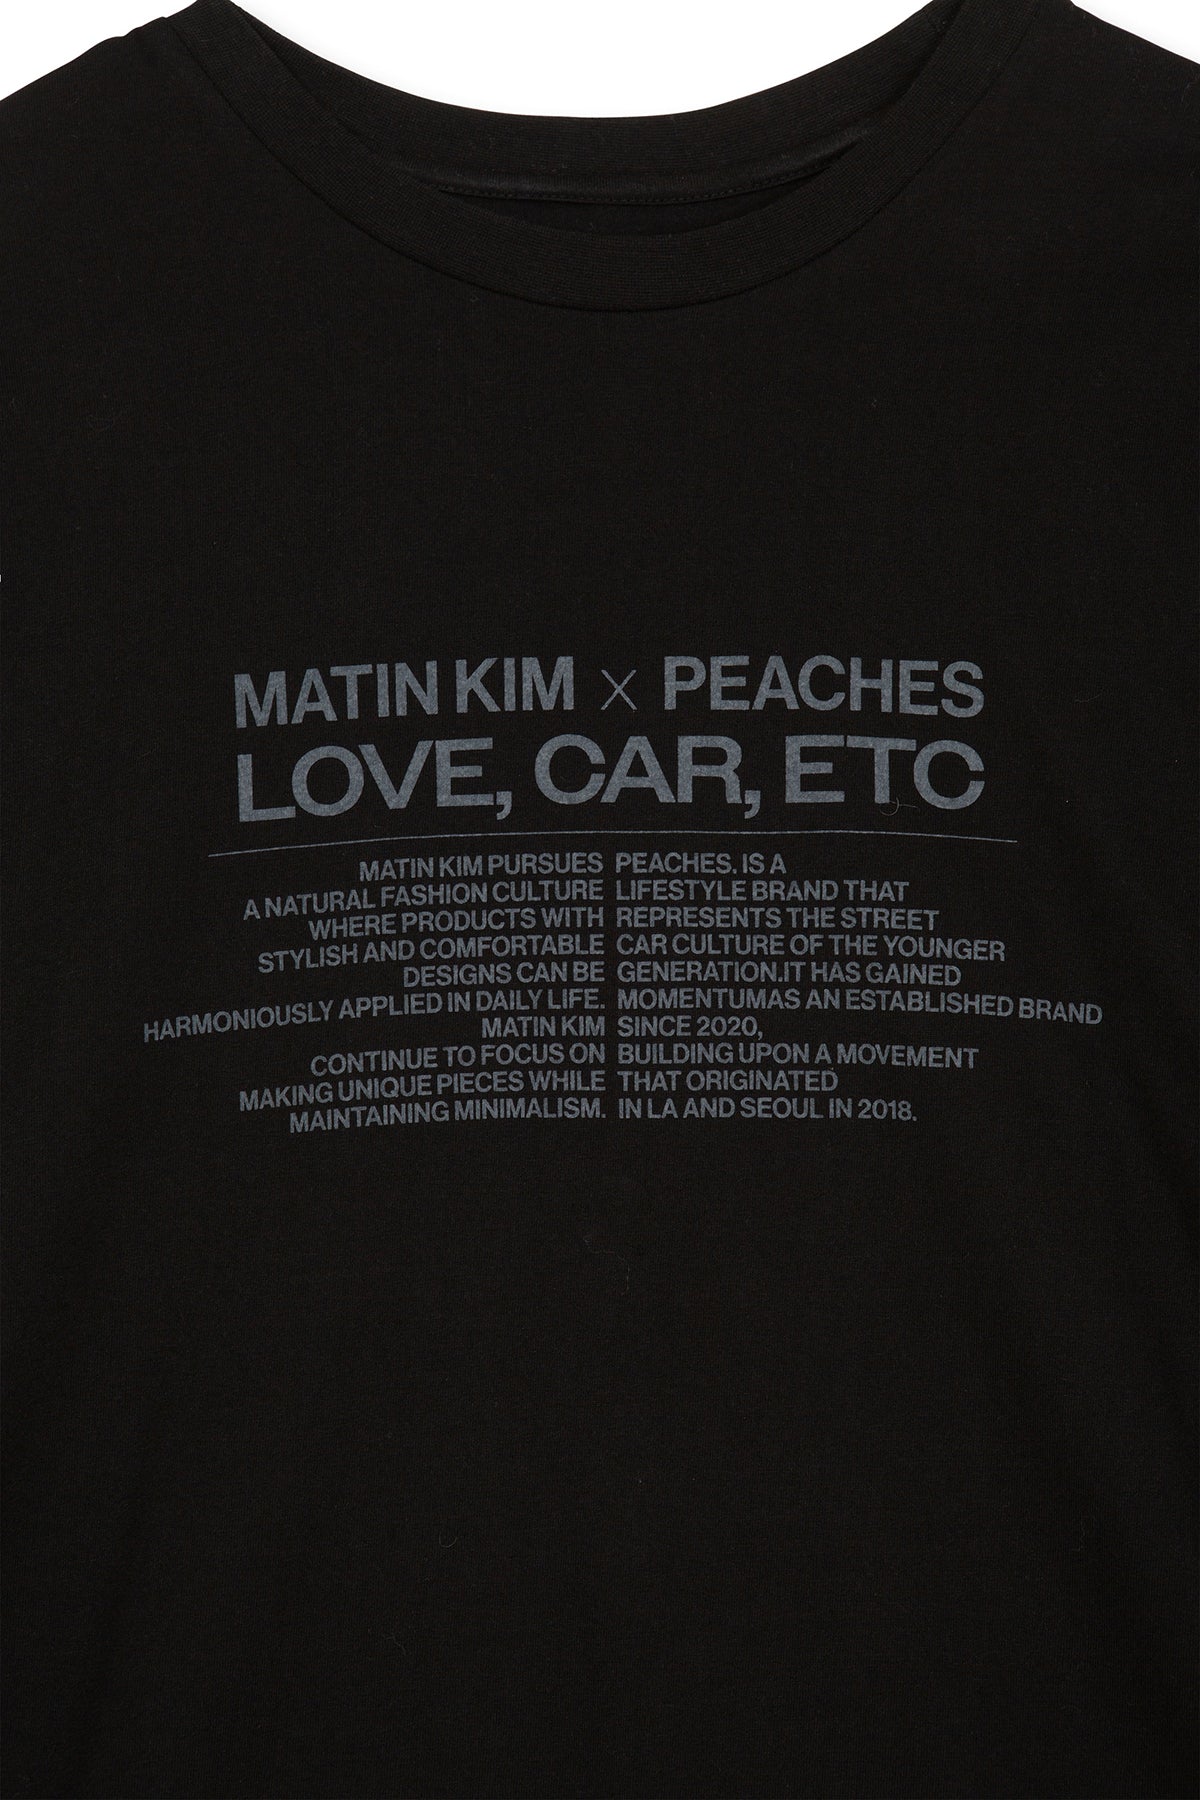 MATIN KIM X PEACHES
LOVE, CAR, ETC
MATIN KIM PURSUES
A NATURAL FASHION CULTURE
WHERE PRODUCTS WITH
STYLISH AND COMFORTABLE
DESIGNS CAN BE
HARMONIOUSLY APPLIED IN DAILY LIFE.
MATIN KIM
CONTINUE TO FOCUS ON
MAKING UNIQUE PIECES WHILE
MAINTAINING MINIMALISM.
PEACHES. IS A
LIFESTYLE BRAND THAT
REPRESENTS THE STREET
CAR CULTURE OF THE YOUNGER
GENERATION.IT HAS GAINED
MOMENTUMAS AN ESTABLISHED BRAND
SINCE 2020,
BUILDING UPON A MOVEMENT
THAT ORIGINATED
IN LA AND SEOUL IN 2018.